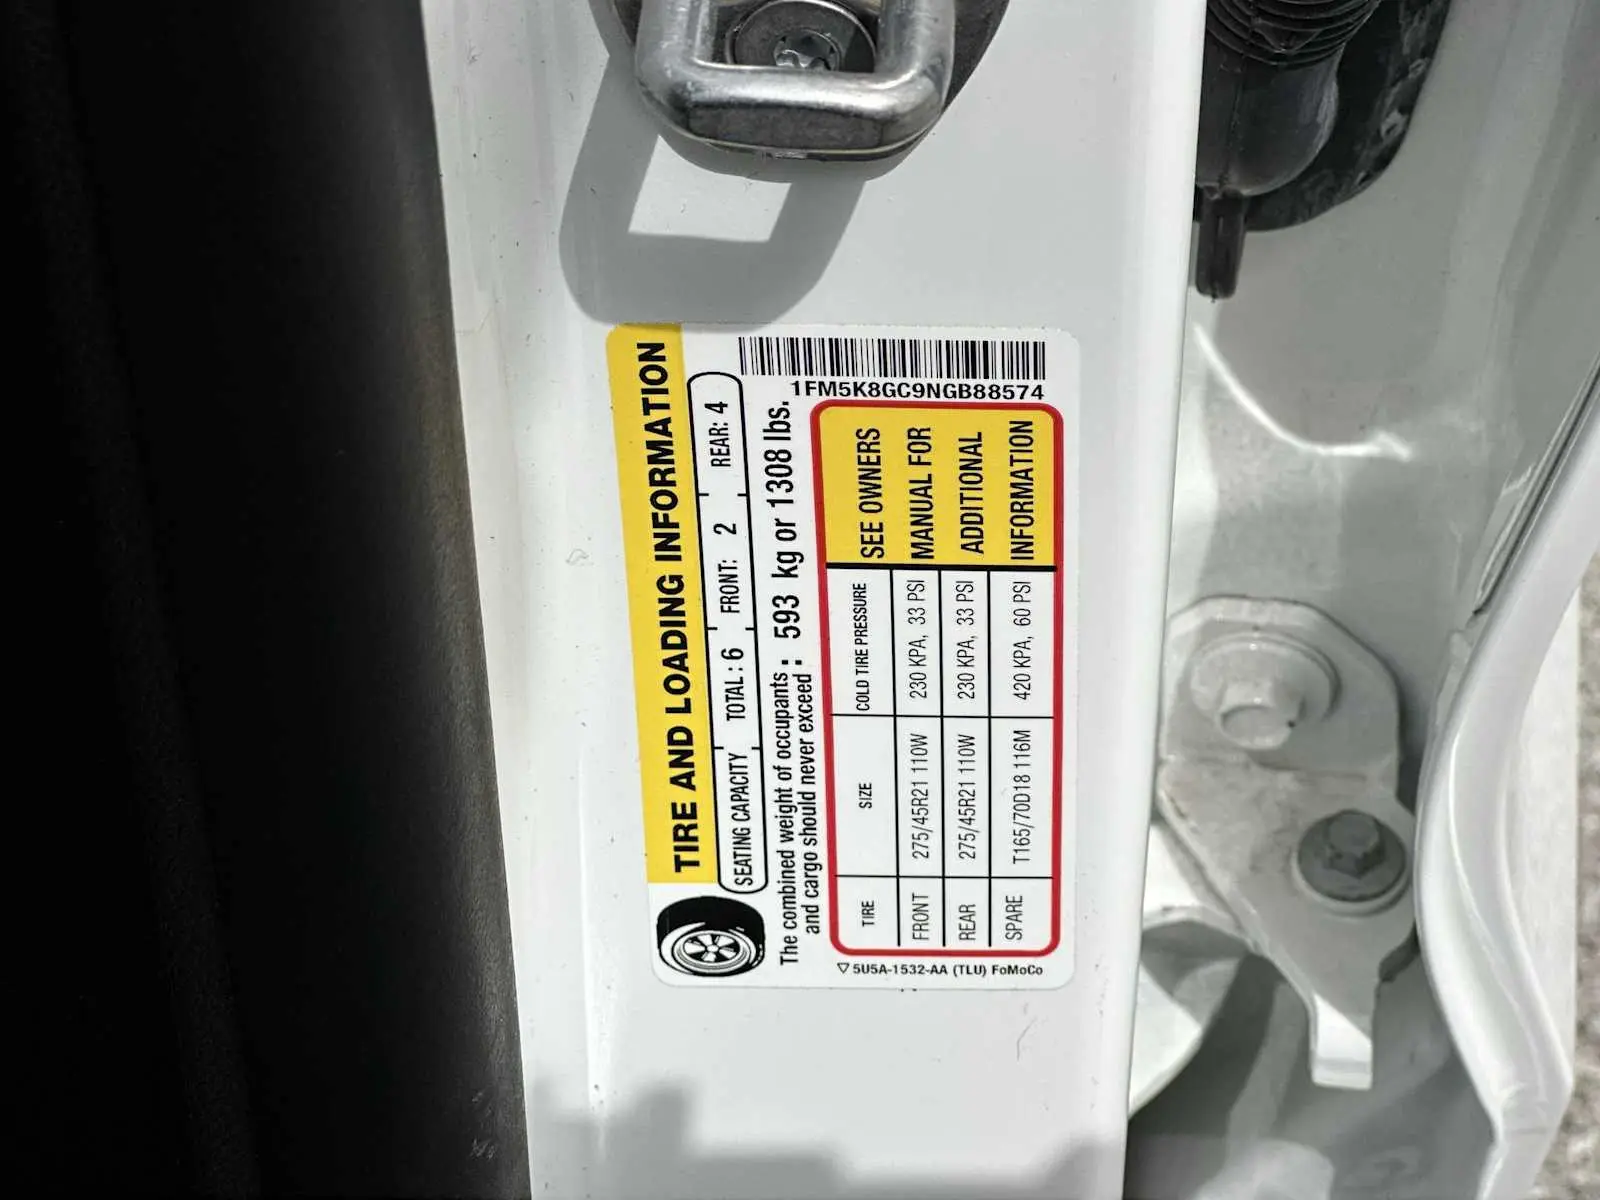 1FM5K8GC9NGB88574
TIRE AND LOADING INFORMATION
SEATING CAPACITY TOTAL : 6 FRONT: 2 REAR: 4
The combined weight of occupants
and cargo should never exceed : 593 kg or 1308 lbs.
TIRE SIZE COLD TIRE PRESSURE SEE OWNERS
FRONT 275/45R21 110W 230 KPA, 33 PSI MANUAL FOR
REAR 275/45R21 110W 230 KPA, 33 PSI ADDITIONAL
SPARE T165/70D18 116M 420 KPA, 60 PSI INFORMATION
5U5A-1532-AA (TLU) FoMoCo